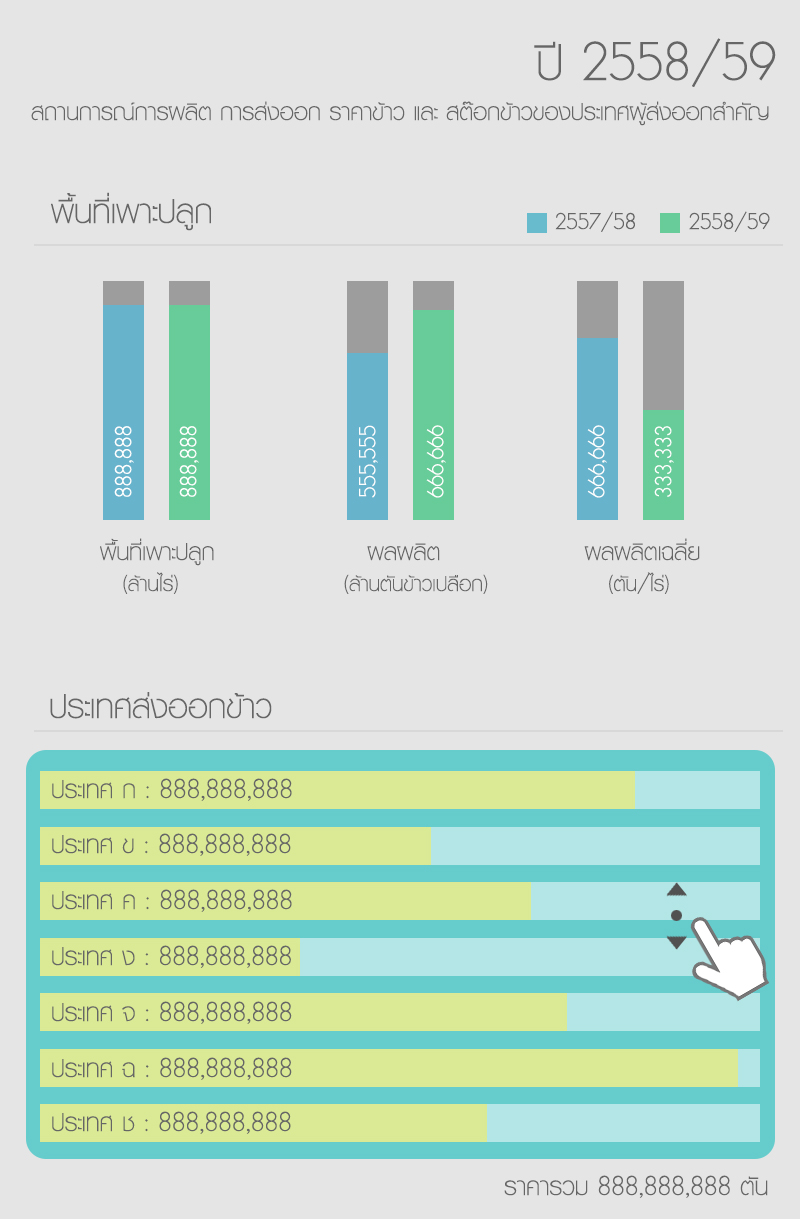 ปี 2558/59
สถานการณ์การผลิต การส่งออก ราคาข้าว และ สต๊อกข้าวของประเทศผู้ส่งออกสำคัญ
พื้นที่เพาะปลูก
2557/58 2558/59
888,888 888,888 555,555 666,666 666,666 333,333
พื้นที่เพาะปลูก ผลผลิต ผลผลิตเฉลี่ย
(ล้านไร่) (ล้านตันข้าวเปลือก) (ตัน/ไร่)
ประเทศส่งออกข้าว
ประเทศ ก : 888,888,888
ประเทศ ข : 888,888,888
ประเทศ ค : 888,888,888
ประเทศ ง : 888,888,888
ประเทศ จ : 888,888,888
ประเทศ ฉ : 888,888,888
ประเทศ ช : 888,888,888
ราคารวม 888,888,888 ตัน